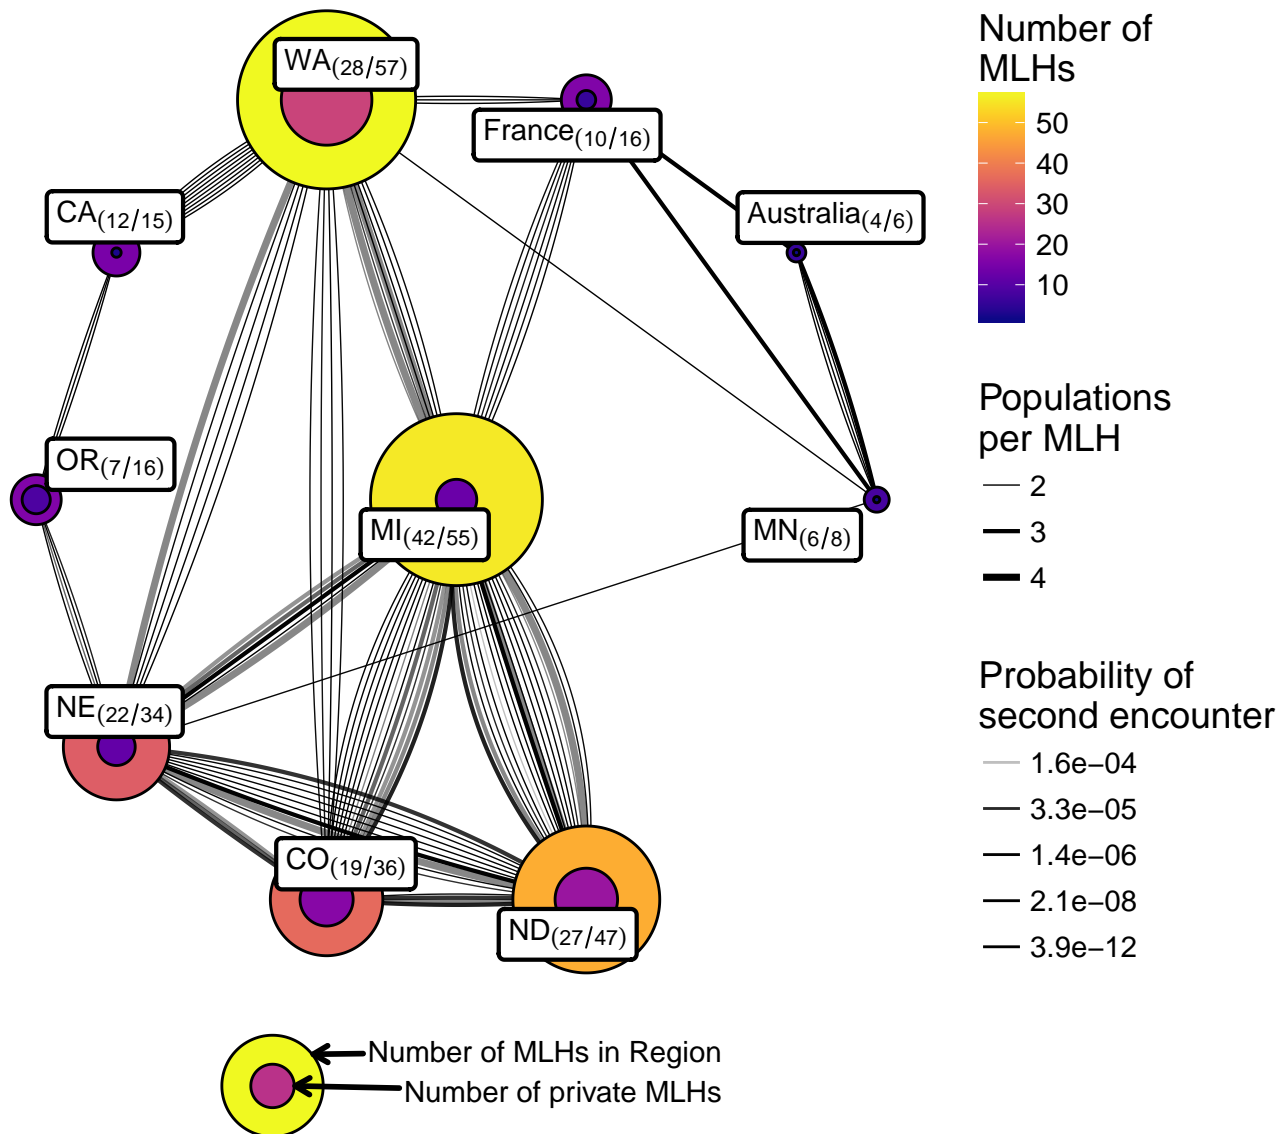 WA(28/57)
France(10/16)
CA(12/15)
Australia(4/6)
OR(7/16)
MI(42/55)
MN(6/8)
NE(22/34)
CO(19/36)
ND(27/47)
Number of MLHs in Region
Number of private MLHs
Number of
MLHs
50
40
30
20
10
Populations
per MLH
2
3
4
Probability of
second encounter
1.6e−04
3.3e−05
1.4e−06
2.1e−08
3.9e−12